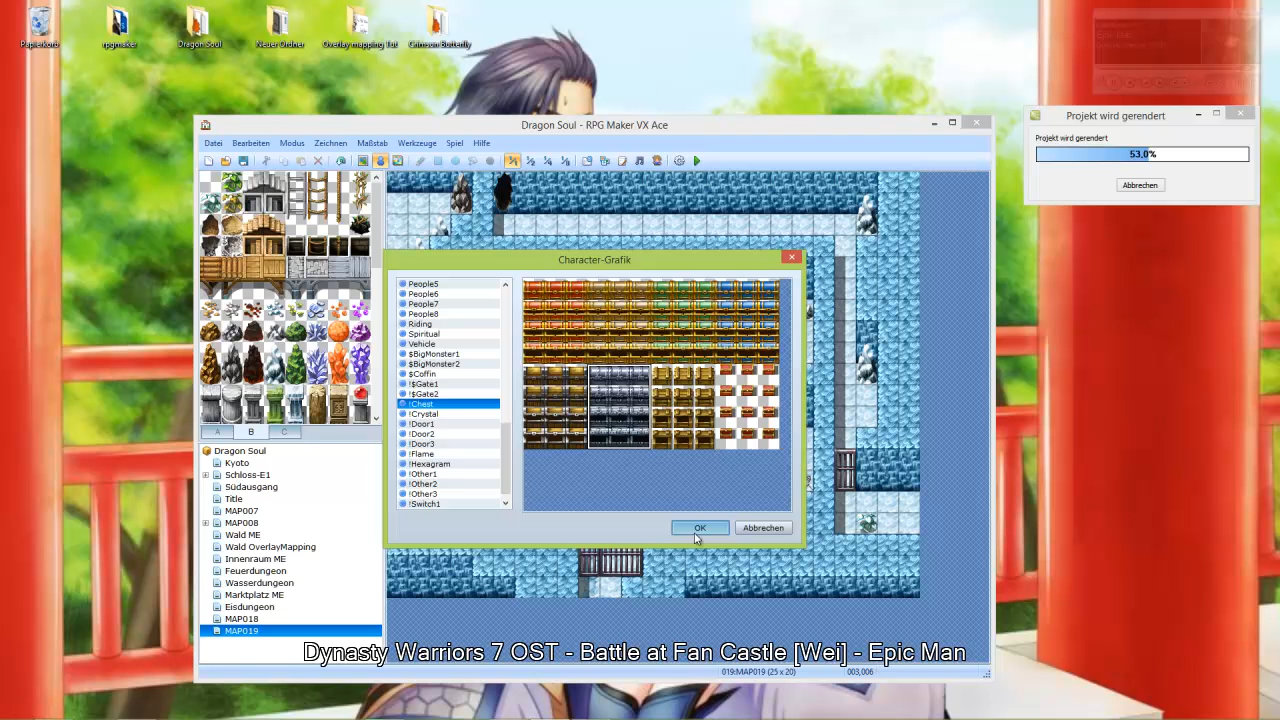 Papierkorb
rpgmaker
Dragon Soul
Neuer Ordner
Overlay mapping Tut
Crimson Butterfly
Projekt wird gerendert
Projekt wird gerendert
53,0%
Abbrechen
Dragon Soul - RPG Maker VX Ace
Datei Bearbeiten Modus Zeichnen Maßstab Werkzeuge Spiel Hilfe
Character-Grafik
People5
People6
People7
People8
Riding
Spiritual
Vehicle
$BigMonster1
$BigMonster2
$Coffin
!$Gate1
!$Gate2
!Chest
!Crystal
!Door1
!Door2
!Door3
!Flame
!Hexagram
!Other1
!Other2
!Other3
!Switch1
OK Abbrechen
A B C
Dragon Soul
Kyoto
Schloss-E1
Südausgang
Title
MAP007
MAP008
Wald ME
Wald OverlayMapping
Innenraum ME
Feuerdungeon
Wasserdungeon
Marktplatz ME
Eisdungeon
MAP018
MAP019
Dynasty Warriors 7 OST - Battle at Fan Castle [Wei] - Epic Man
019:MAP019 (25 x 20) 003,006